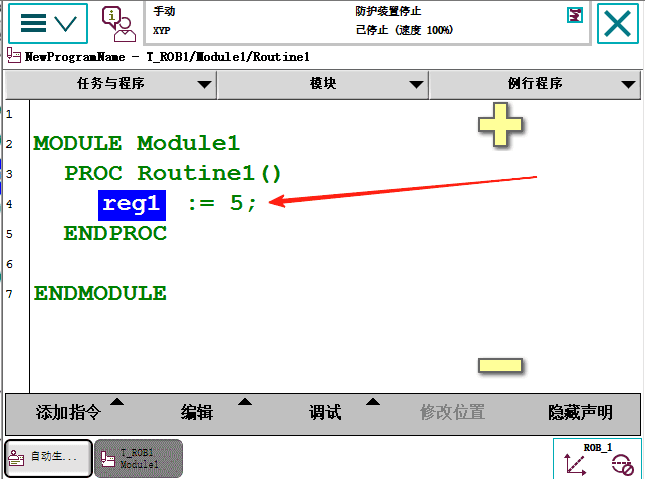 手动
防护装置停止
XYP
已停止 (速度 100%)
NewProgramName - T_ROB1/Module1/Routine1
任务与程序
模块
例行程序
1
2 MODULE Module1
3 PROC Routine1()
4 reg1 := 5;
5 ENDPROC
6
7 ENDMODULE
添加指令
编辑
调试
修改位置
隐藏声明
自动生...
T_ROB1
Module1
ROB_1